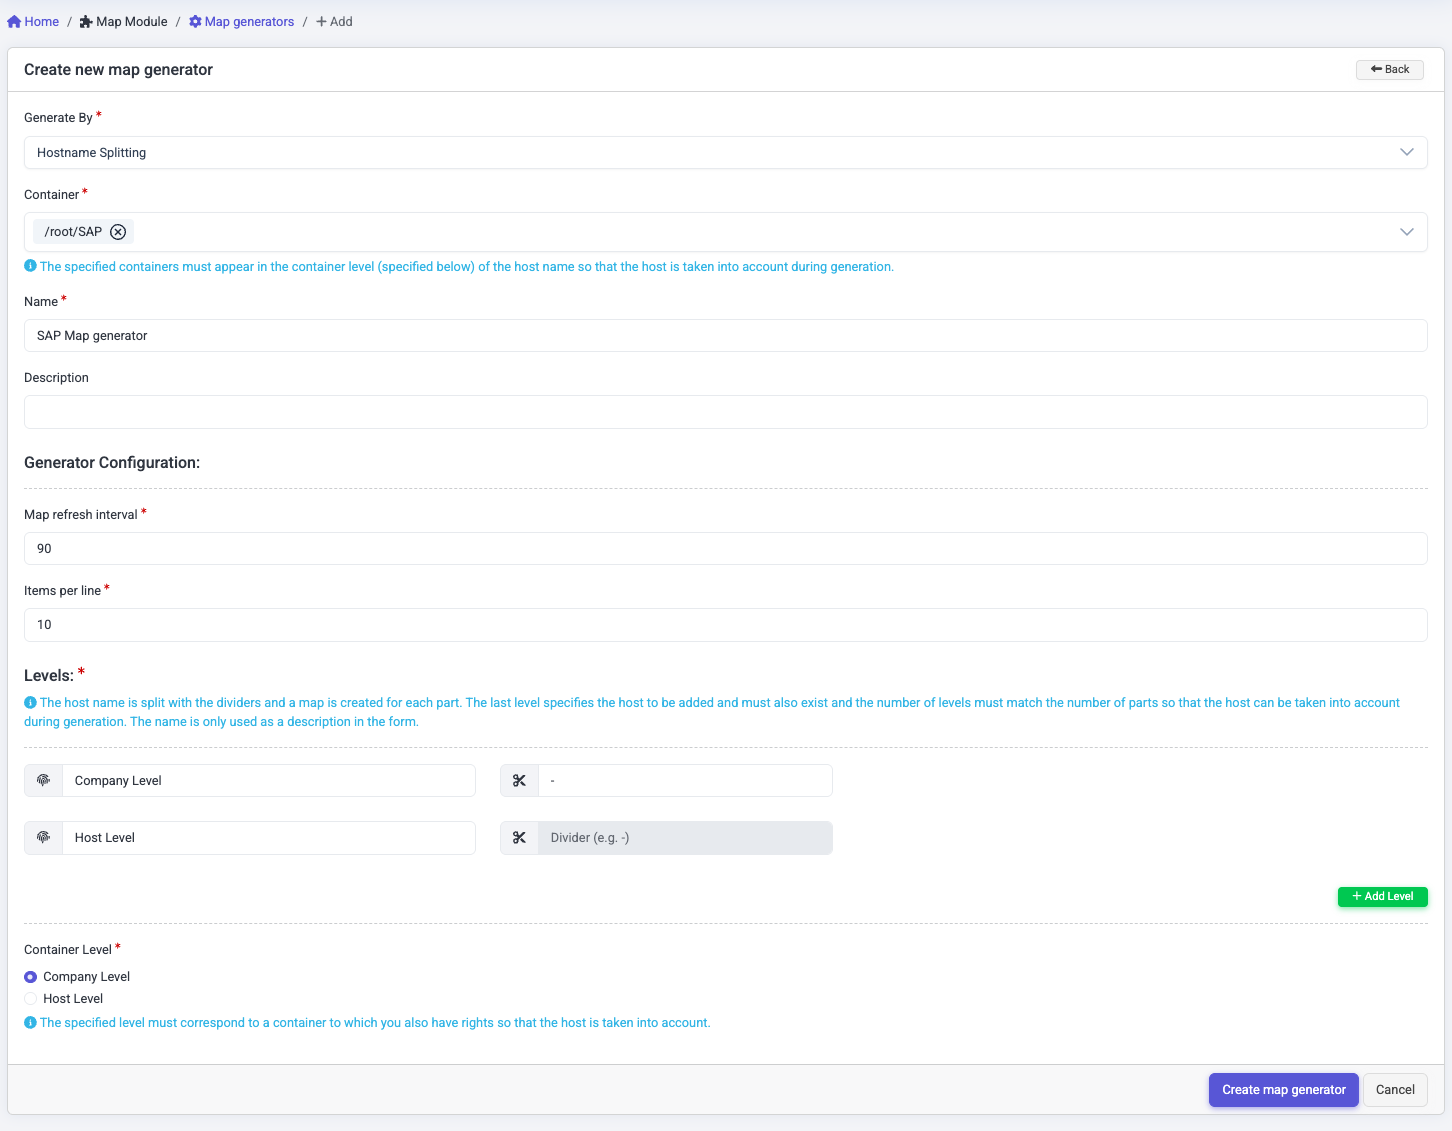 Home / Map Module / Map generators / + Add
Create new map generator
Back
Generate By *
Hostname Splitting
Container *
/root/SAP
The specified containers must appear in the container level (specified below) of the host name so that the host is taken into account during generation.
Name *
SAP Map generator
Description
Generator Configuration:
Map refresh interval *
90
Items per line *
10
Levels: *
The host name is split with the dividers and a map is created for each part. The last level specifies the host to be added and must also exist and the number of levels must match the number of parts so that the host can be taken into account
during generation. The name is only used as a description in the form.
Company Level
-
Host Level
Divider (e.g. -)
+ Add Level
Container Level *
Company Level
Host Level
The specified level must correspond to a container to which you also have rights so that the host is taken into account.
Create map generator
Cancel